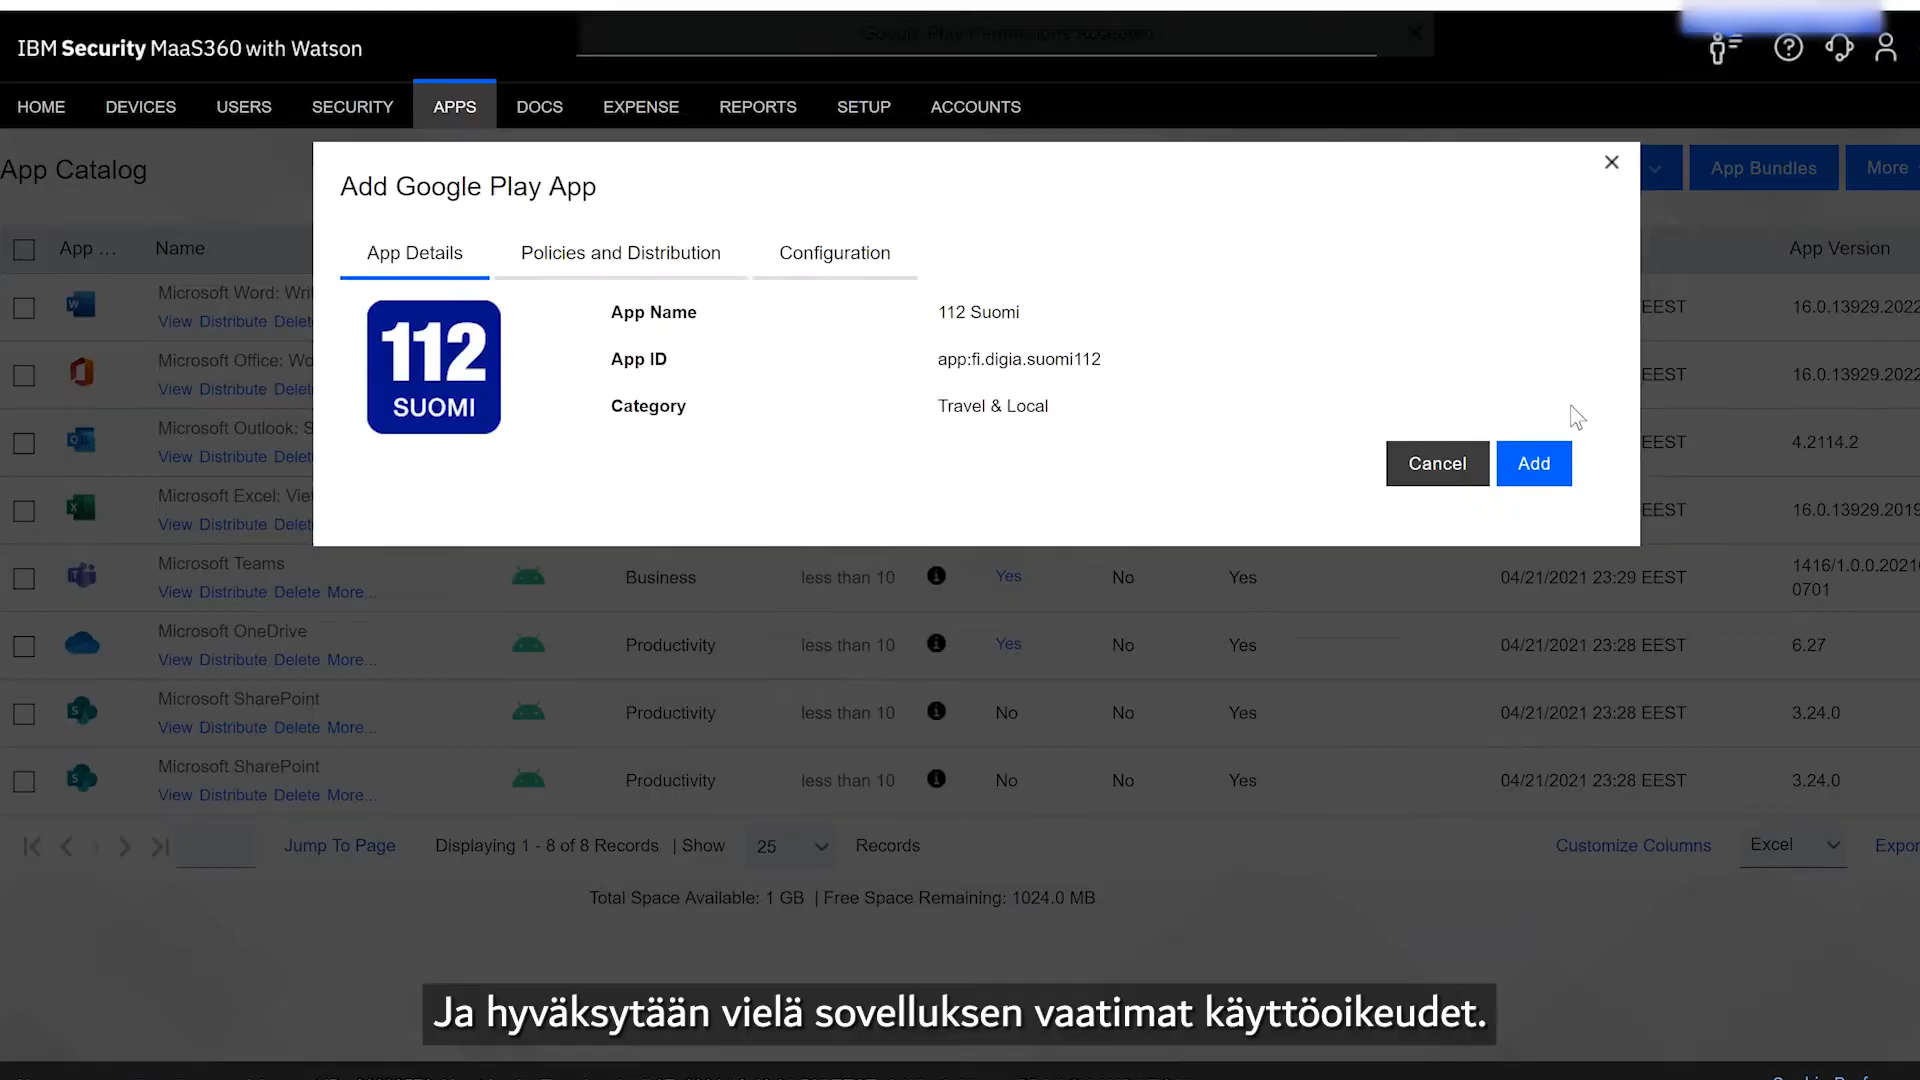 IBM Security MaaS360 with Watson
HOME DEVICES USERS SECURITY APPS DOCS EXPENSE REPORTS SETUP ACCOUNTS
App Catalog
App Bundles
More
Add Google Play App
App Details Policies and Distribution Configuration
112
SUOMI
App Name 112 Suomi
App ID app:fi.digia.suomi112
Category Travel & Local
Cancel Add
App ... Name App Version
Microsoft Word: Wri
View Distribute Delet
EEST 16.0.13929.2022
Microsoft Office: Wo
View Distribute Delet
EEST 16.0.13929.2022
Microsoft Outlook: S
View Distribute Delet
EEST 4.2114.2
Microsoft Excel: Vie
View Distribute Delet
EEST 16.0.13929.2019
Microsoft Teams
View Distribute Delete More...
Business less than 10 Yes No Yes 04/21/2021 23:29 EEST 1416/1.0.0.2021
0701
Microsoft OneDrive
View Distribute Delete More...
Productivity less than 10 Yes No Yes 04/21/2021 23:28 EEST 6.27
Microsoft SharePoint
View Distribute Delete More...
Productivity less than 10 No No Yes 04/21/2021 23:28 EEST 3.24.0
Microsoft SharePoint
View Distribute Delete More...
Productivity less than 10 No No Yes 04/21/2021 23:28 EEST 3.24.0
Jump To Page Displaying 1 - 8 of 8 Records | Show 25 Records Customize Columns Excel Expor
Total Space Available: 1 GB | Free Space Remaining: 1024.0 MB
Ja hyväksytään vielä sovelluksen vaatimat käyttöoikeudet.